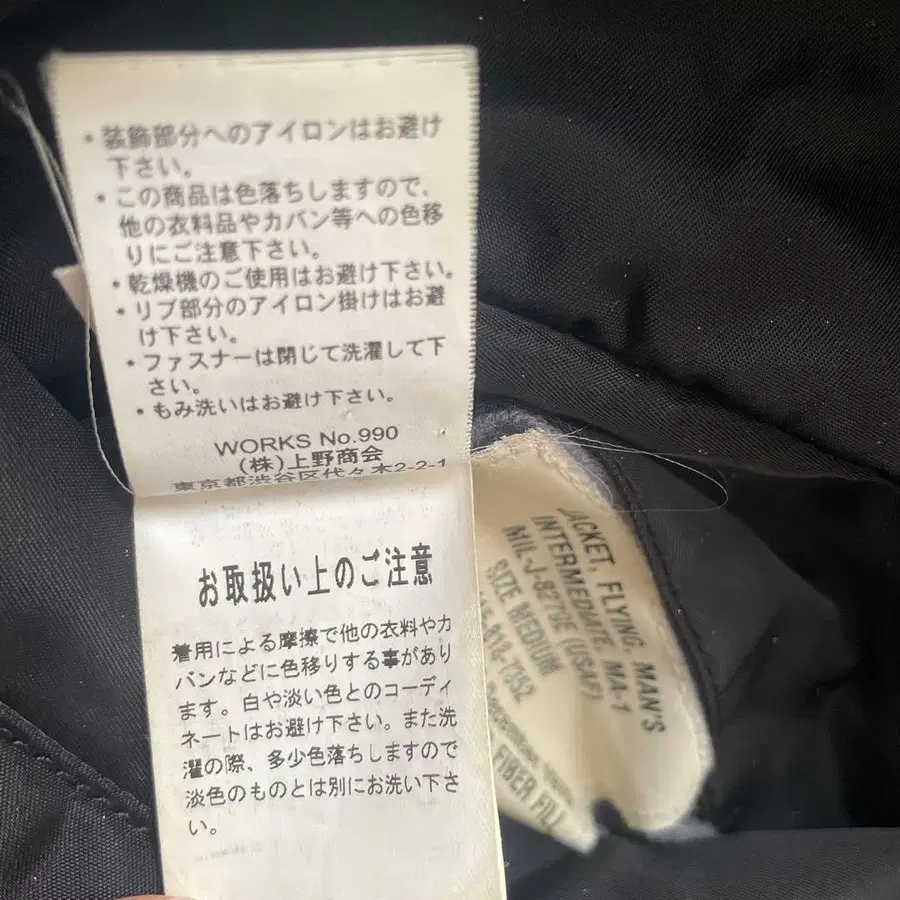 ・装飾部分へのアイロンはお避け
下さい。
・この商品は色落ちしますので、
他の衣料品やカバン等への色移
りにご注意下さい。
・乾燥機のご使用はお避け下さい。
・リブ部分のアイロン掛けはお避
け下さい。
・ファスナーは閉じて洗濯して下
さい。
・もみ洗いはお避け下さい。
WORKS No.990
(株)上野商会
東京都渋谷区代々木2-2-1
お取扱い上のご注意
着用による摩擦で他の衣料やカ
バンなどに色移りする事があり
ます。白や淡い色とのコーディ
ネートはお避け下さい。また洗
濯の際、多少色落ちしますので
淡色のものとは別にお洗い下さ
い。
JACKET, FLYING, MAN'S
INTERMEDIATE, MA-1
MIL-J-8279E (USAF)
SIZE MEDIUM
818-7352
FIBER FILL